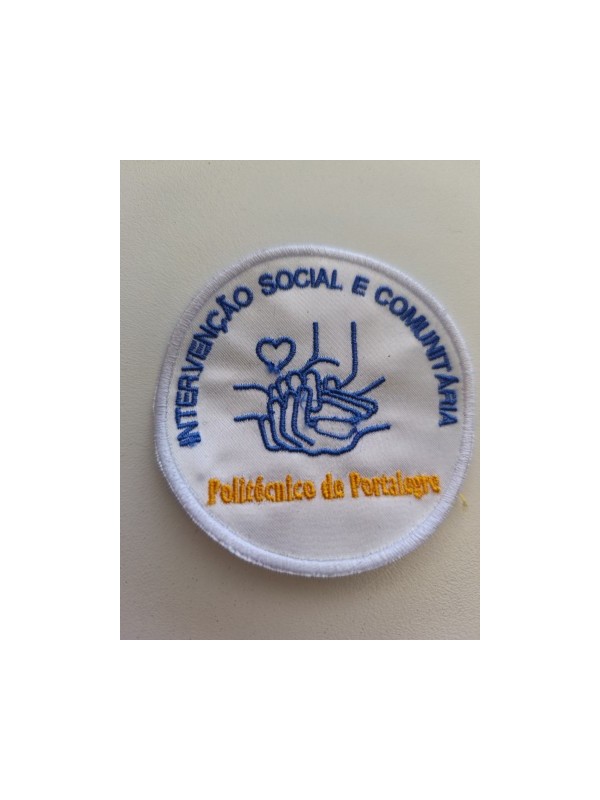 INTERVENÇÃO SOCIAL E COMUNITÁRIA
Politécnico de Portalegre